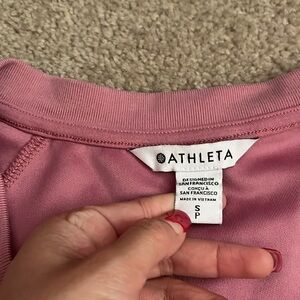 ATHLETA
DESIGNED IN
SAN FRANCISCO
CONÇU À
SAN FRANCISCO
MADE IN VIETNAM
S
P